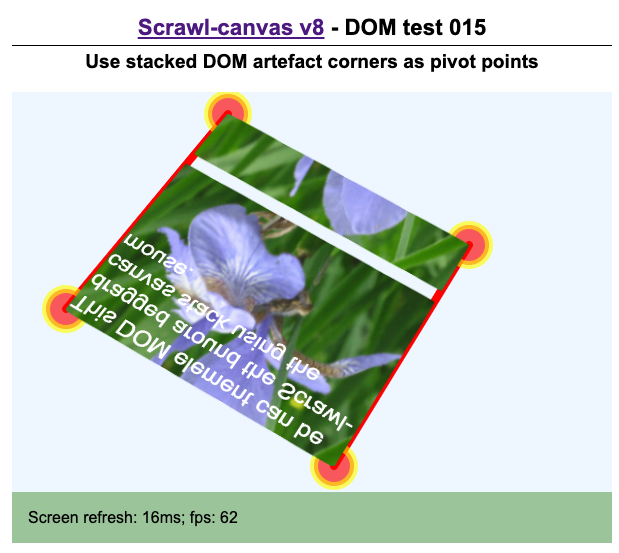 Scrawl-canvas v8 - DOM test 015
Use stacked DOM artefact corners as pivot points
This DOM element can be
dragged around the Scrawl-
canvas stack using the
mouse.
Screen refresh: 16ms; fps: 62